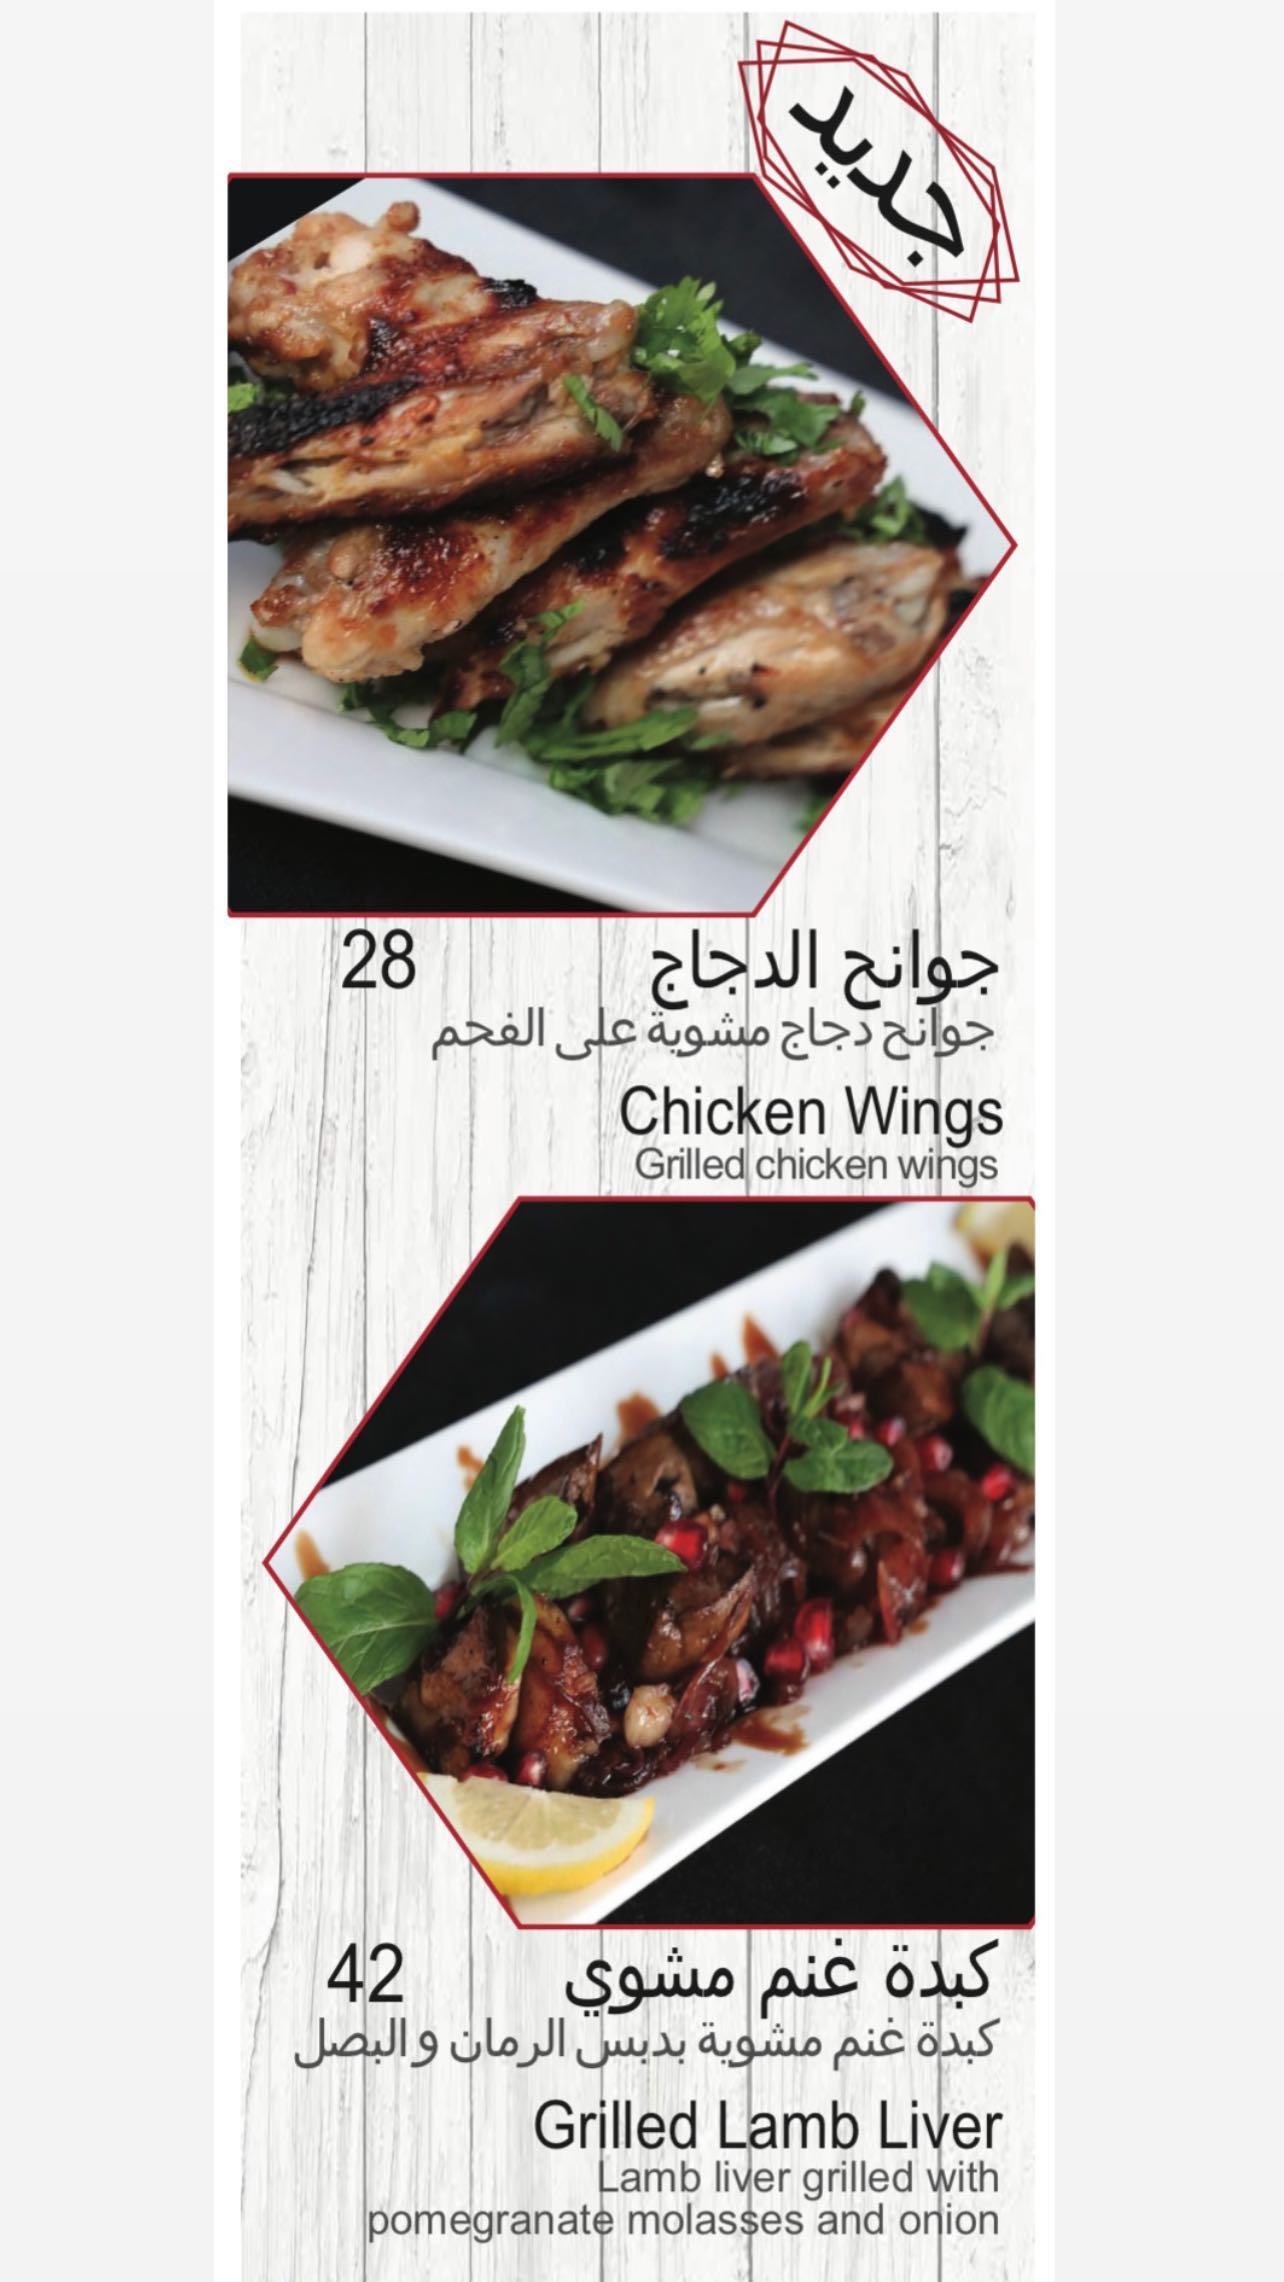 جديد
جوانح الدجاج 28
جوانح دجاج مشوية على الفحم
Chicken Wings
Grilled chicken wings
كبدة غنم مشوي 42
كبدة غنم مشوية بدبس الرمان والبصل
Grilled Lamb Liver
Lamb liver grilled with
pomegranate molasses and onion